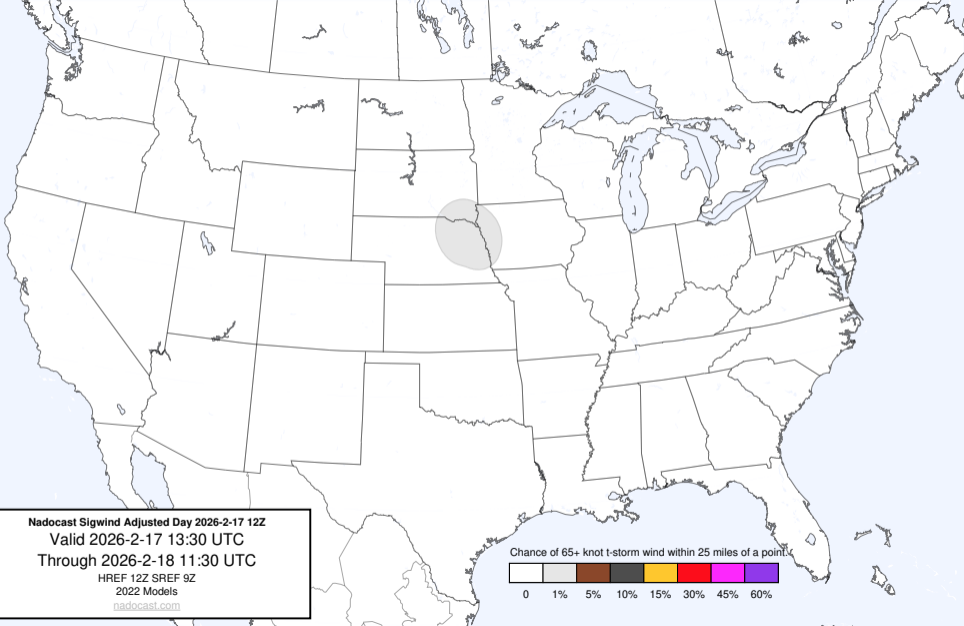 Nadocast Sigwind Adjusted Day 2026-2-17 12Z
Valid 2026-2-17 13:30 UTC
Through 2026-2-18 11:30 UTC
HREF 12Z SREF 9Z
2022 Models
nadocast.com
Chance of 65+ knot t-storm wind within 25 miles of a point.
0 1% 5% 10% 15% 30% 45% 60%